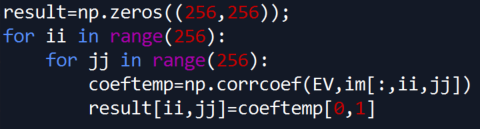 result=np.zeros((256,256));
for ii in range(256):
    for jj in range(256):
        coeftemp=np.corrcoef(EV,im[:,ii,jj])
        result[ii,jj]=coeftemp[0,1]